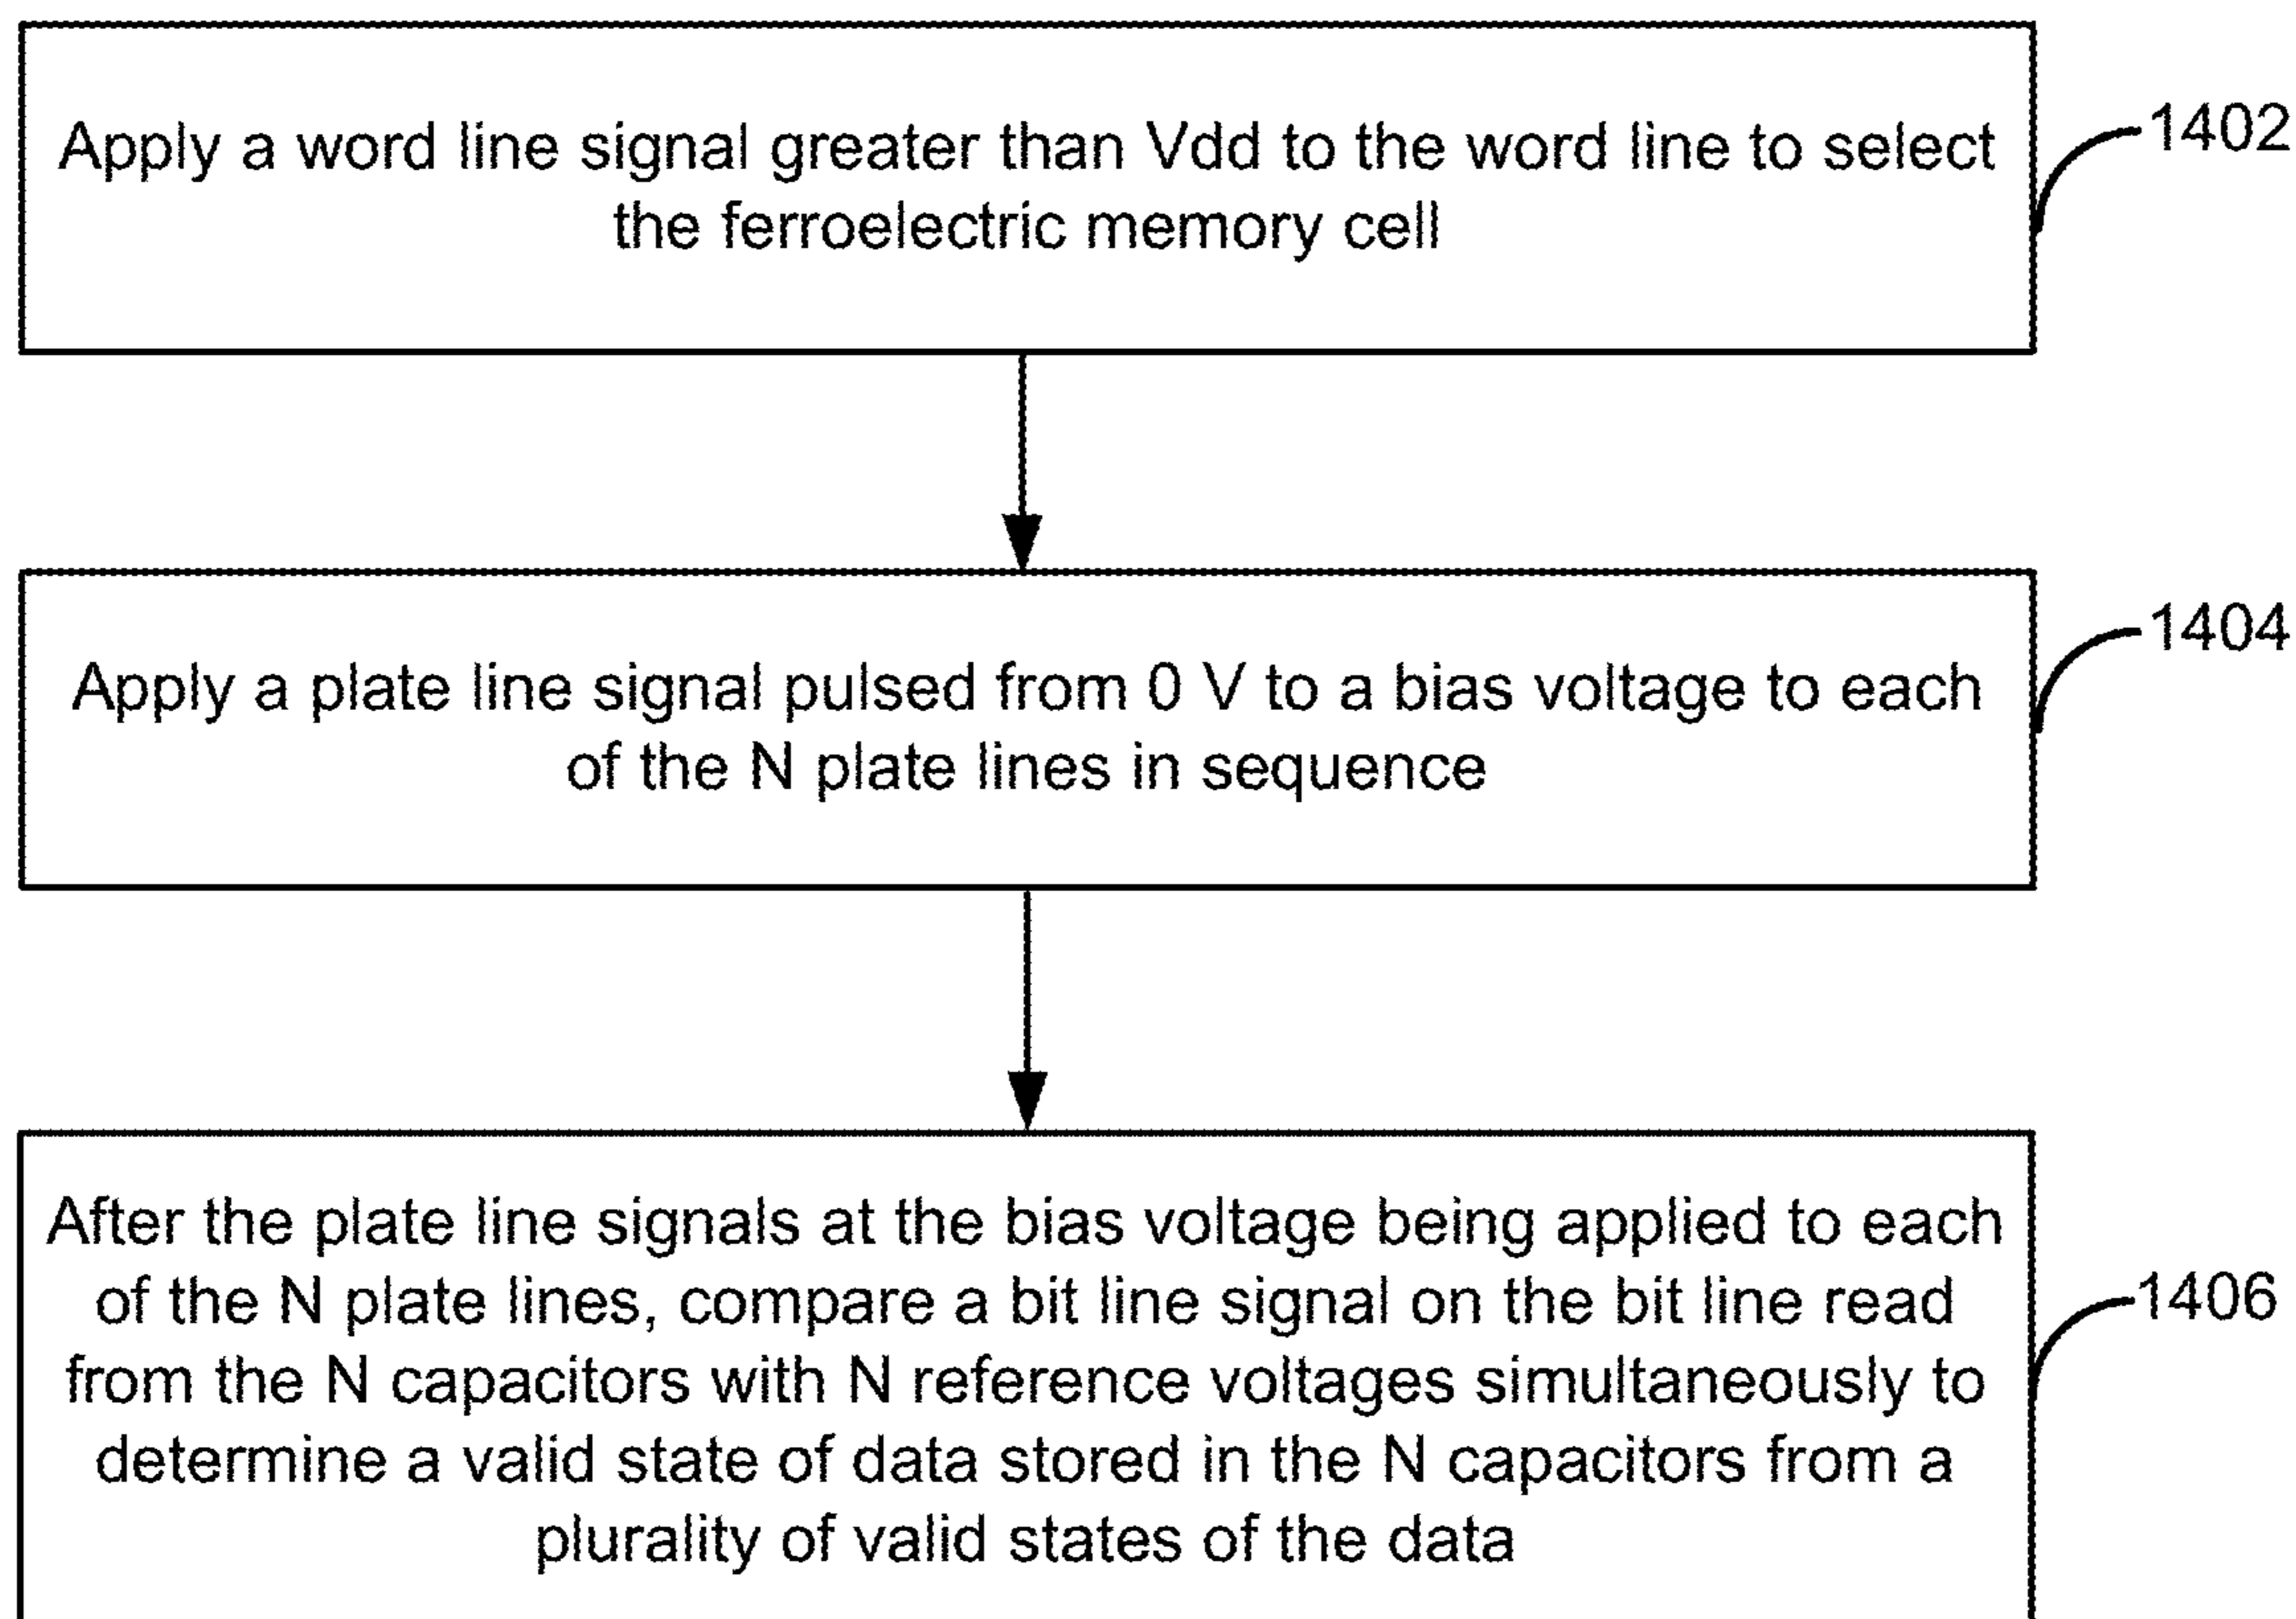 Apply a word line signal greater than Vdd to the word line to select
the ferroelectric memory cell
1402
Apply a plate line signal pulsed from 0 V to a bias voltage to each
of the N plate lines in sequence
1404
After the plate line signals at the bias voltage being applied to each
of the N plate lines, compare a bit line signal on the bit line read
from the N capacitors with N reference voltages simultaneously to
determine a valid state of data stored in the N capacitors from a
plurality of valid states of the data
1406